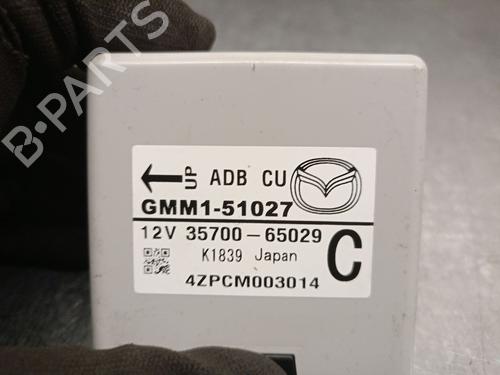 B-PARTS
← UP ADB CU
GMM1-51027
12V 35700-65029
K1839 Japan
C
4ZPCM003014